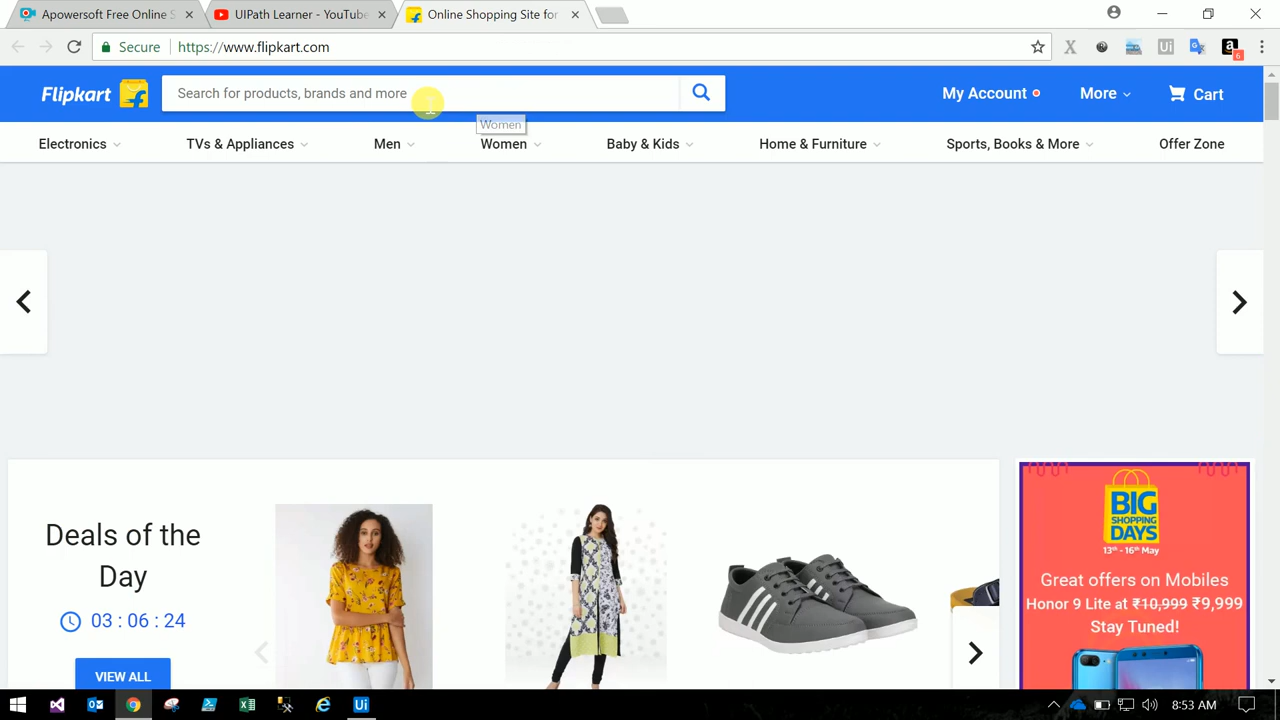 Apowersoft Free Online S
UIPath Learner - YouTube
Online Shopping Site for
Secure
https://www.flipkart.com
Ui
a
6
Flipkart
f
Search for products, brands and more
My Account
More
Cart
Women
Electronics
TVs & Appliances
Men
Women
Baby & Kids
Home & Furniture
Sports, Books & More
Offer Zone
Deals of the
Day
03 : 06 : 24
VIEW ALL
BIG
SHOPPING
DAYS
13th - 16th May
Great offers on Mobiles
Honor 9 Lite at ₹10,999 ₹9,999
Stay Tuned!
Ui
8:53 AM